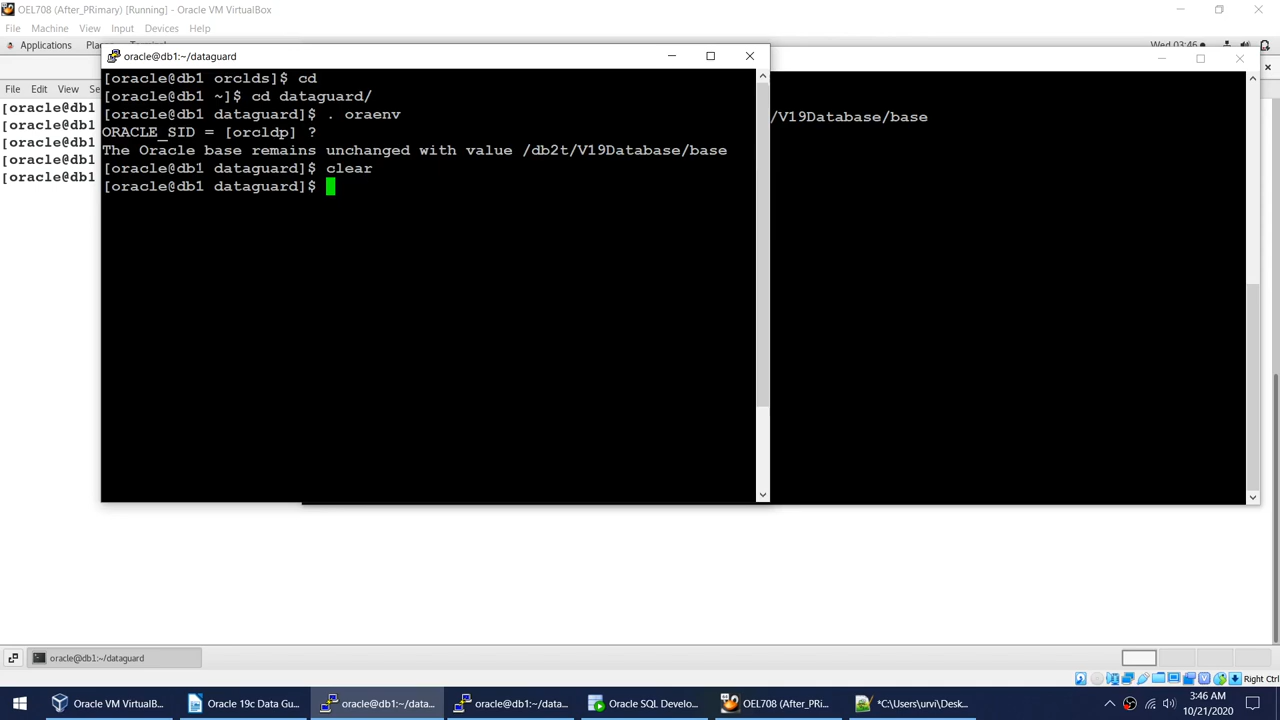 OEL708 (After_PRimary) [Running] - Oracle VM VirtualBox
File Machine View Input Devices Help
Applications
Wed 03:46
oracle@db1:~/dataguard
File Edit View
[oracle@db1
[oracle@db1
[oracle@db1
[oracle@db1
[oracle@db1
[oracle@db1 orclds]$ cd
[oracle@db1 ~]$ cd dataguard/
[oracle@db1 dataguard]$ . oraenv
ORACLE_SID = [orcldp] ?
The Oracle base remains unchanged with value /db2t/V19Database/base
[oracle@db1 dataguard]$ clear
[oracle@db1 dataguard]$
/V19Database/base
oracle@db1:~/dataguard
Right Ctrl
Oracle VM VirtualB...
Oracle 19c Data Gu...
oracle@db1:~/data...
oracle@db1:~/data...
Oracle SQL Develo...
OEL708 (After_PRi...
*C:\Users\urvi\Desk...
3:46 AM
10/21/2020